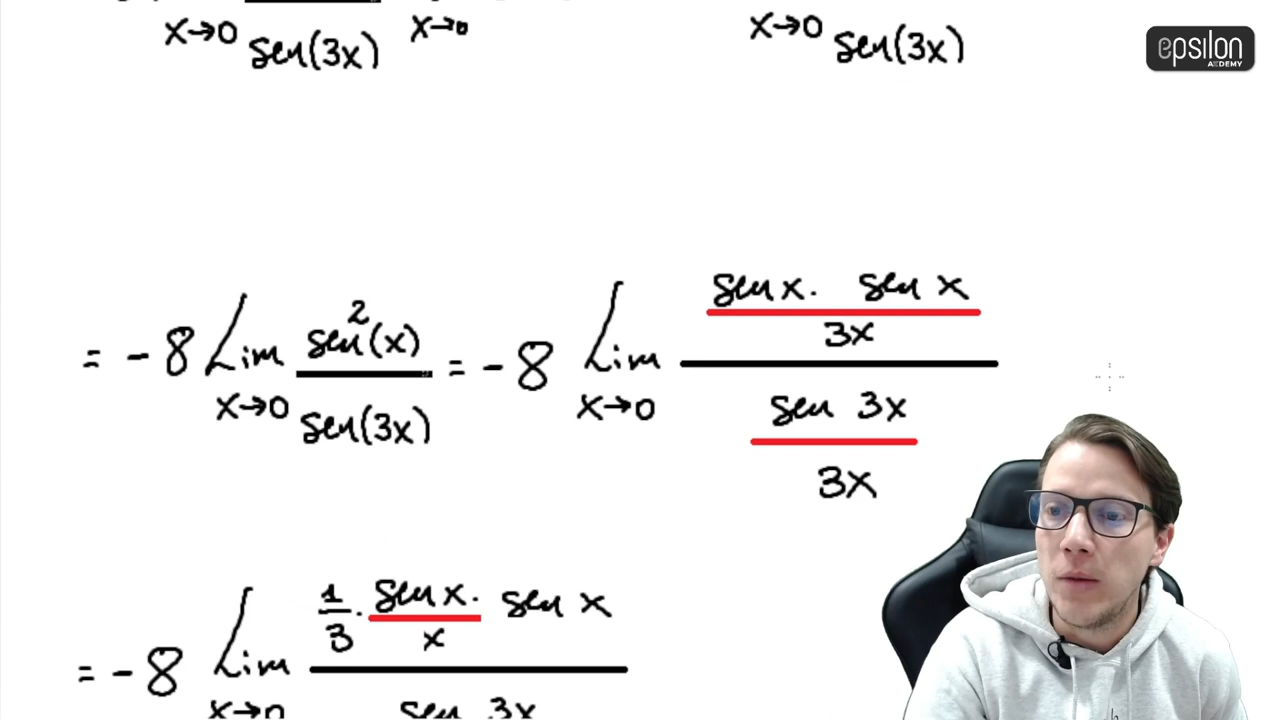 x→0 sen(3x) x→0 x→0 sen(3x)
epsilon
ACADEMY
= -8 Lim x→0 sen²(x) / sen(3x) = -8 Lim x→0 (sen x · sen x / 3x) / (sen 3x / 3x)
= -8 Lim x→0 1/3 · sen x / x · sen x
sen 3x